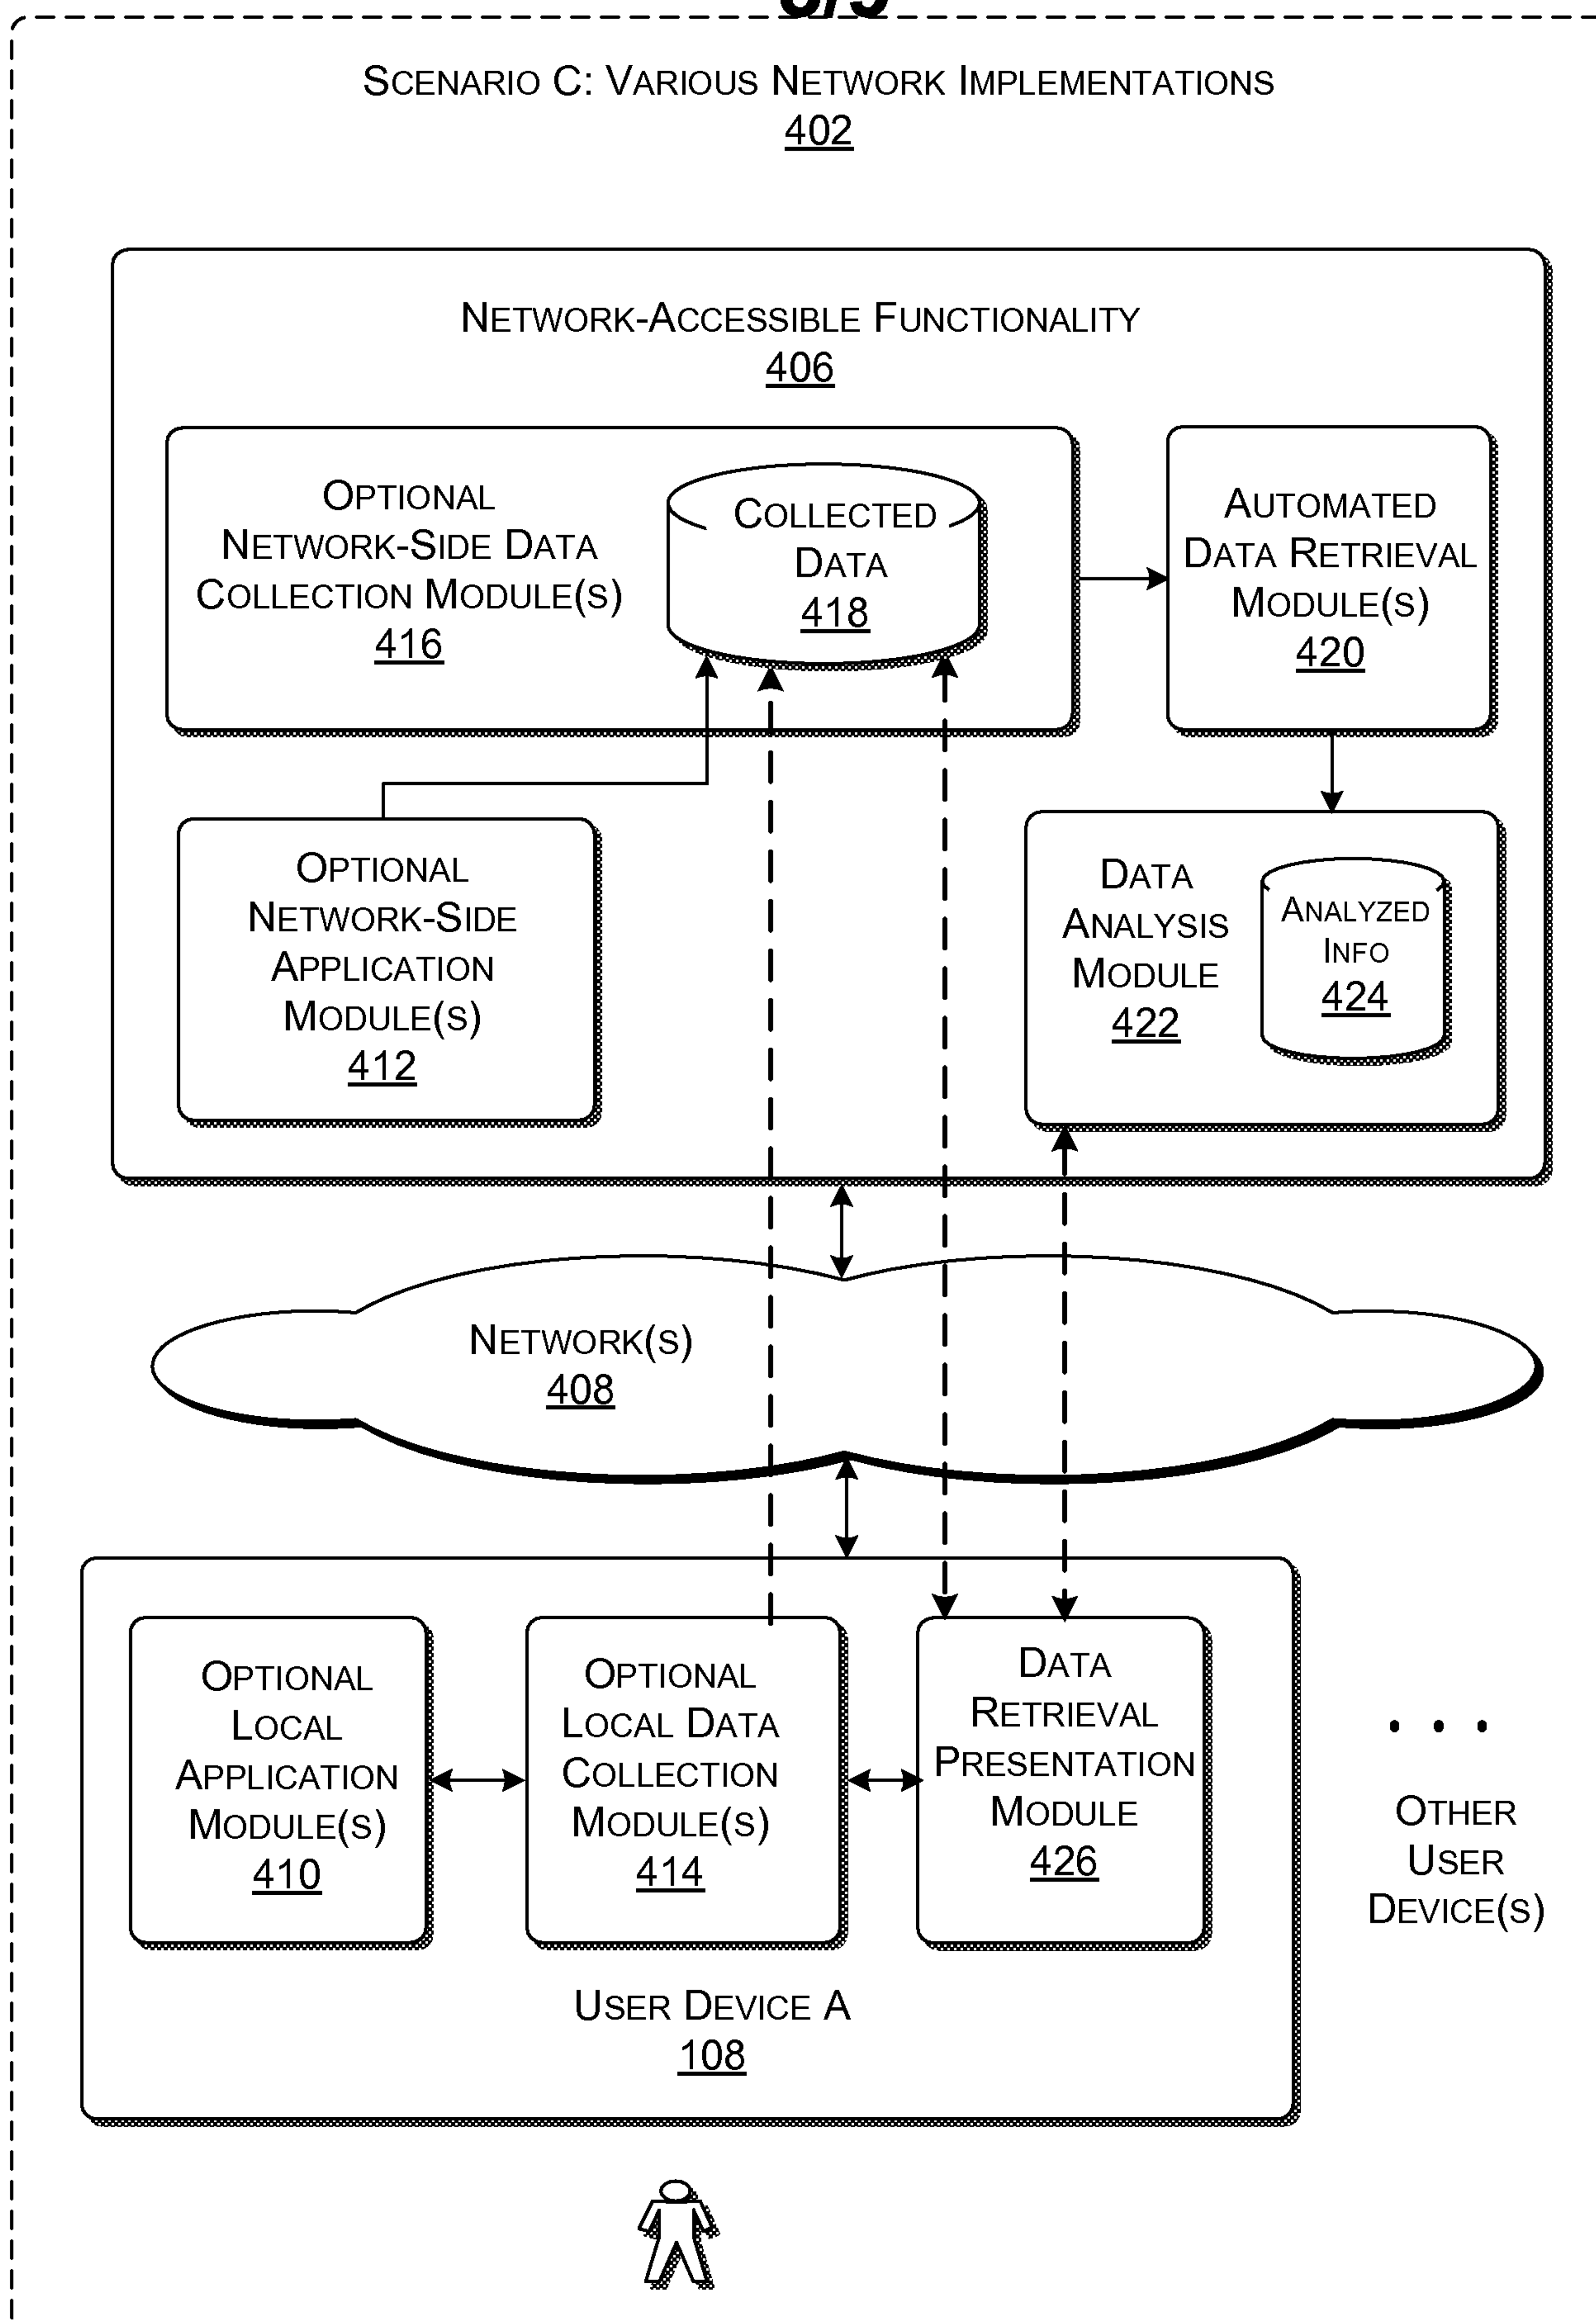 SCENARIO C: VARIOUS NETWORK IMPLEMENTATIONS
402
NETWORK-ACCESSIBLE FUNCTIONALITY
406
OPTIONAL
NETWORK-SIDE DATA
COLLECTION MODULE(S)
416
COLLECTED
DATA
418
AUTOMATED
DATA RETRIEVAL
MODULE(S)
420
OPTIONAL
NETWORK-SIDE
APPLICATION
MODULE(S)
412
DATA
ANALYSIS
MODULE
422
ANALYZED
INFO
424
NETWORK(S)
408
OPTIONAL
LOCAL
APPLICATION
MODULE(S)
410
OPTIONAL
LOCAL DATA
COLLECTION
MODULE(S)
414
DATA
RETRIEVAL
PRESENTATION
MODULE
426
. . .
OTHER
USER
DEVICE(S)
USER DEVICE A
108